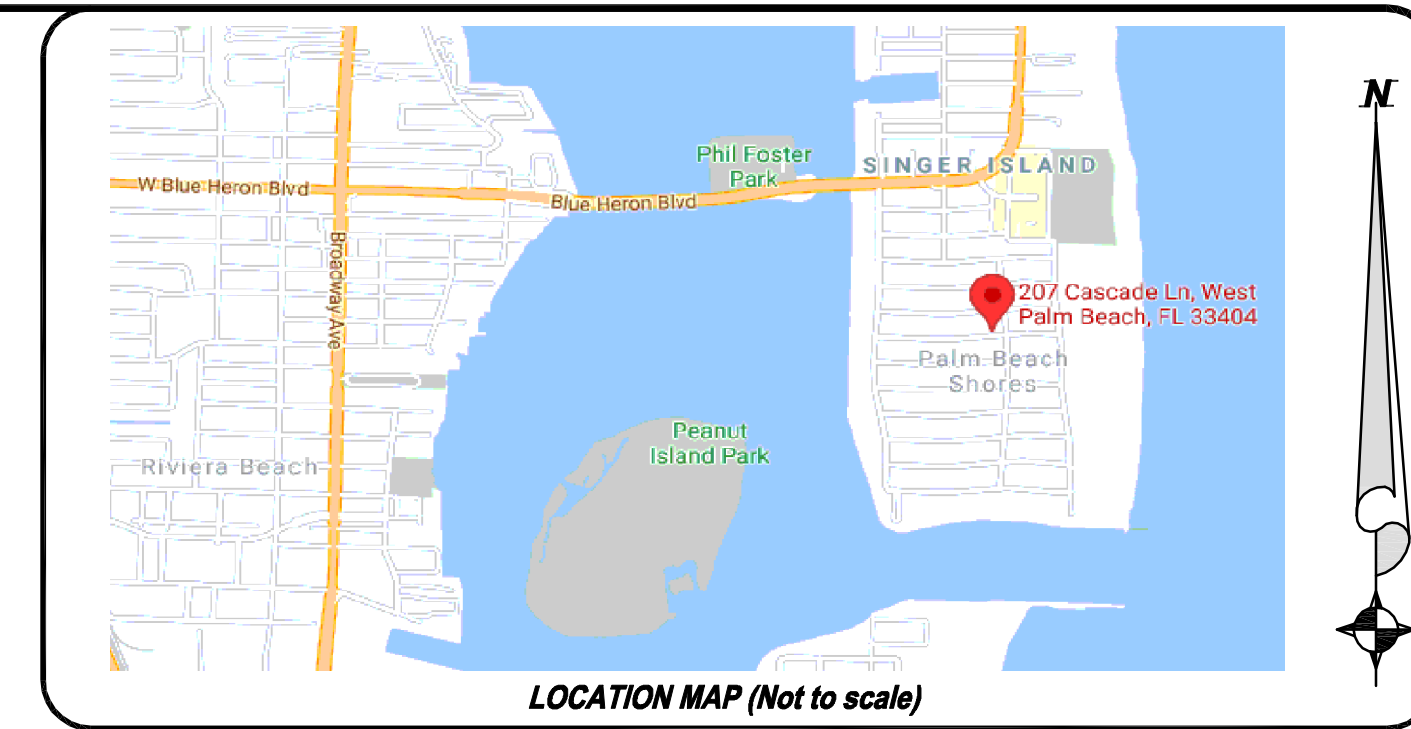 N
Phil Foster
Park
SINGER ISLAND
W Blue Heron Blvd
Blue Heron Blvd
Broadway Ave
207 Cascade Ln, West
Palm Beach, FL 33404
Palm Beach
Shores
Peanut
Island Park
Riviera Beach
LOCATION MAP (Not to scale)